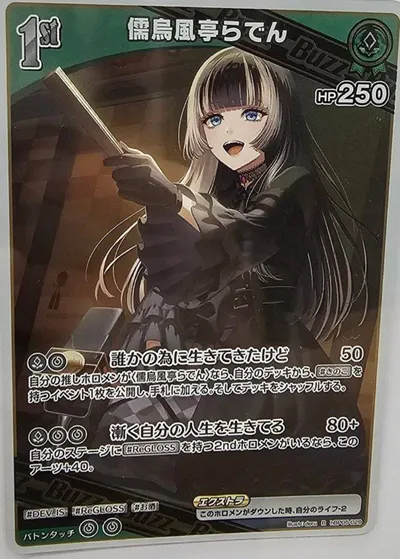 1st
儒烏風亭らでん
Buzz
HP250
誰かの為に生きてきたけど 50
自分の推しホロメンが〈儒烏風亭らでん〉なら、自分のデッキから、#きのこを
持つイベント1枚を公開し、手札に加える。そしてデッキをシャッフルする。
漸く自分の人生を生きてる 80+
自分のステージに#ReGLOSSを持つ2ndホロメンがいるなら、この
アーツ+40。
#DEV_IS #ReGLOSS #お酒
エクストラ
このホロメンがダウンした時、自分のライフ-2
バトンタッチ